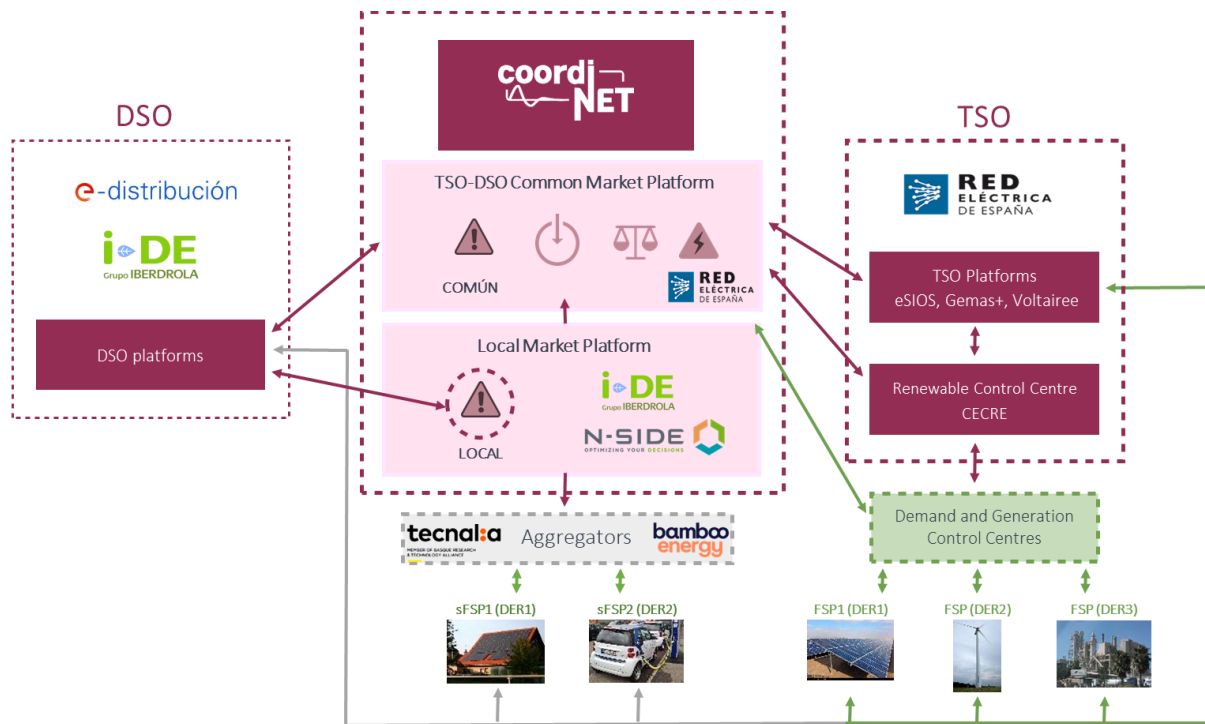 coordi
NET
DSO
e-distribución
i-DE
Grupo IBERDROLA
DSO platforms
TSO-DSO Common Market Platform
COMÚN
RED
ELÉCTRICA
DE ESPAÑA
Local Market Platform
LOCAL
i-DE
Grupo IBERDROLA
N-SIDE
OPTIMIZING YOUR DECISIONS
TSO
RED
ELÉCTRICA
DE ESPAÑA
TSO Platforms
eSIOS, Gemas+, Voltairee
Renewable Control Centre
CECRE
tecnal:a
MEMBER OF BASQUE RESEARCH
& TECHNOLOGY ALLIANCE
Aggregators
bamboo
energy
Demand and Generation
Control Centres
sFSP1 (DER1)
sFSP2 (DER2)
FSP1 (DER1)
FSP (DER2)
FSP (DER3)